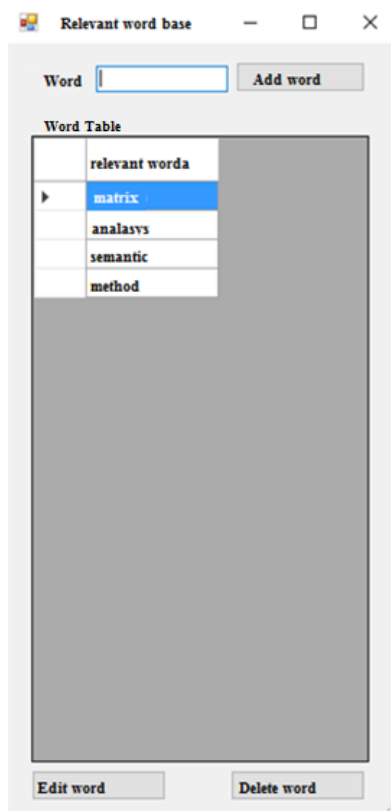 Relevant word base
Word Add word
Word Table
relevant worda
matrix
analasvs
semantic
method
Edit word Delete word